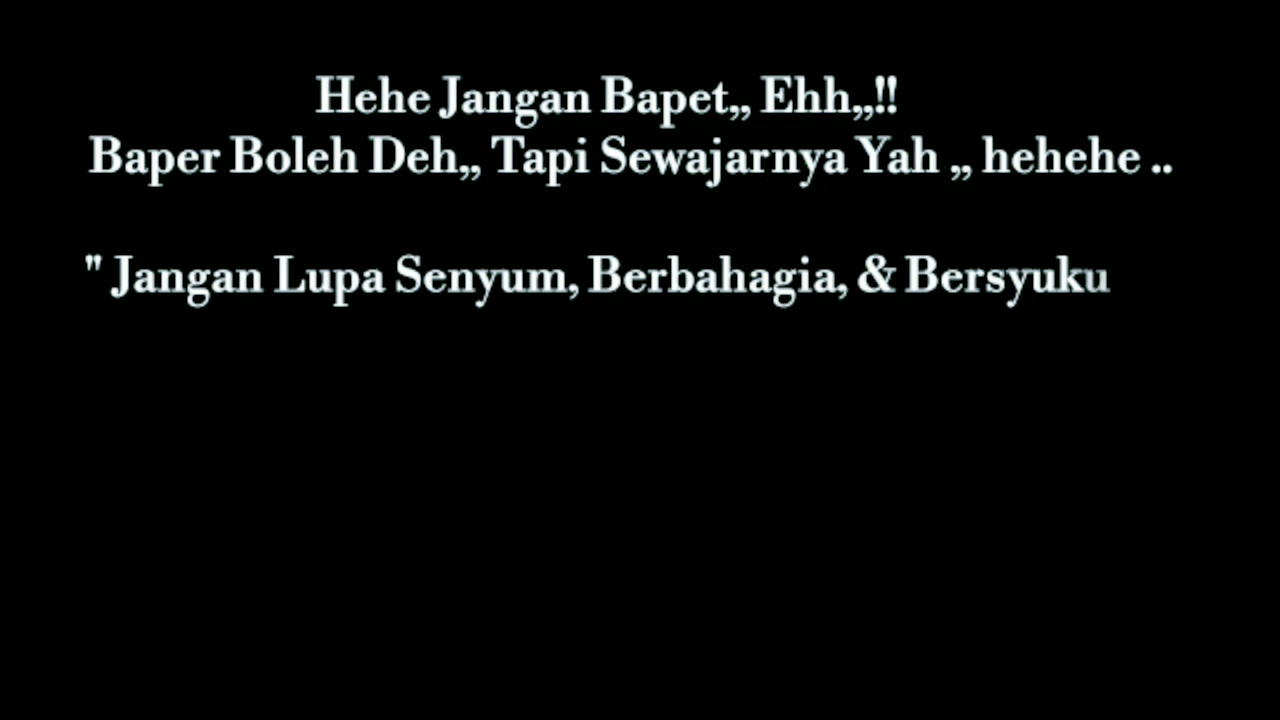 Hehe Jangan Bapet,, Ehh,,!!
Baper Boleh Deh,, Tapi Sewajarnya Yah ,, hehehe ..
" Jangan Lupa Senyum, Berbahagia, & Bersyuku